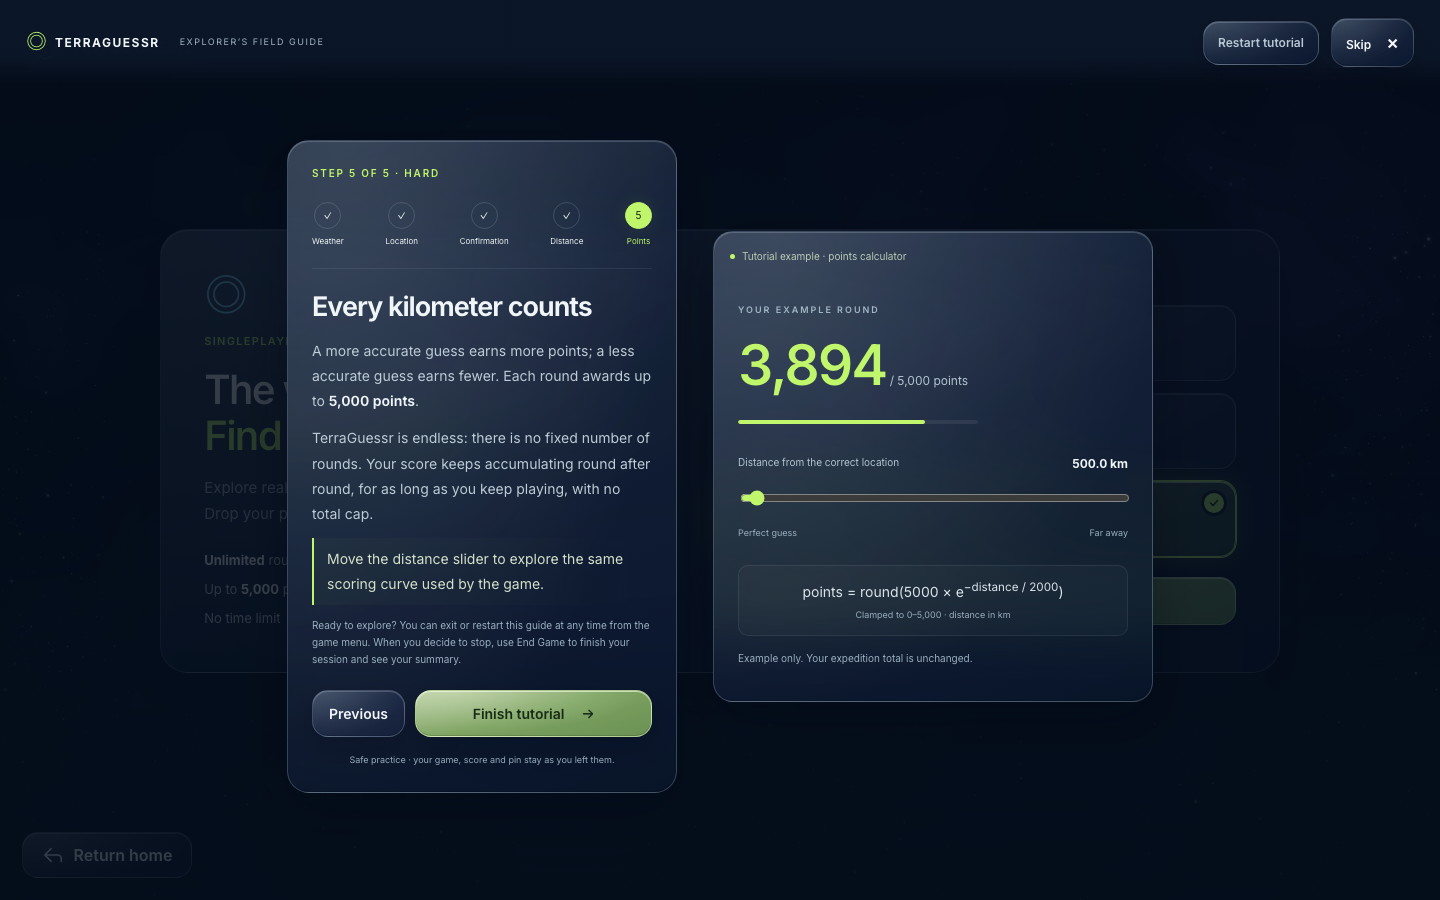 TERRAGUESSR
EXPLORER'S FIELD GUIDE
Restart tutorial
Skip ✕
STEP 5 OF 5 · HARD
✓ ✓ ✓ ✓ 5
Weather Location Confirmation Distance Points
Every kilometer counts
A more accurate guess earns more points; a less
accurate guess earns fewer. Each round awards up
to 5,000 points.
TerraGuessr is endless: there is no fixed number of
rounds. Your score keeps accumulating round after
round, for as long as you keep playing, with no
total cap.
Move the distance slider to explore the same
scoring curve used by the game.
Ready to explore? You can exit or restart this guide at any time from the
game menu. When you decide to stop, use End Game to finish your
session and see your summary.
Previous
Finish tutorial →
Safe practice · your game, score and pin stay as you left them.
Tutorial example · points calculator
YOUR EXAMPLE ROUND
3,894 / 5,000 points
Distance from the correct location 500.0 km
Perfect guess Far away
points = round(5000 × e−distance / 2000)
Clamped to 0–5,000 · distance in km
Example only. Your expedition total is unchanged.
The
Find
Explore real
Drop your p
Unlimited rou
Up to 5,000 p
No time limit
Return home